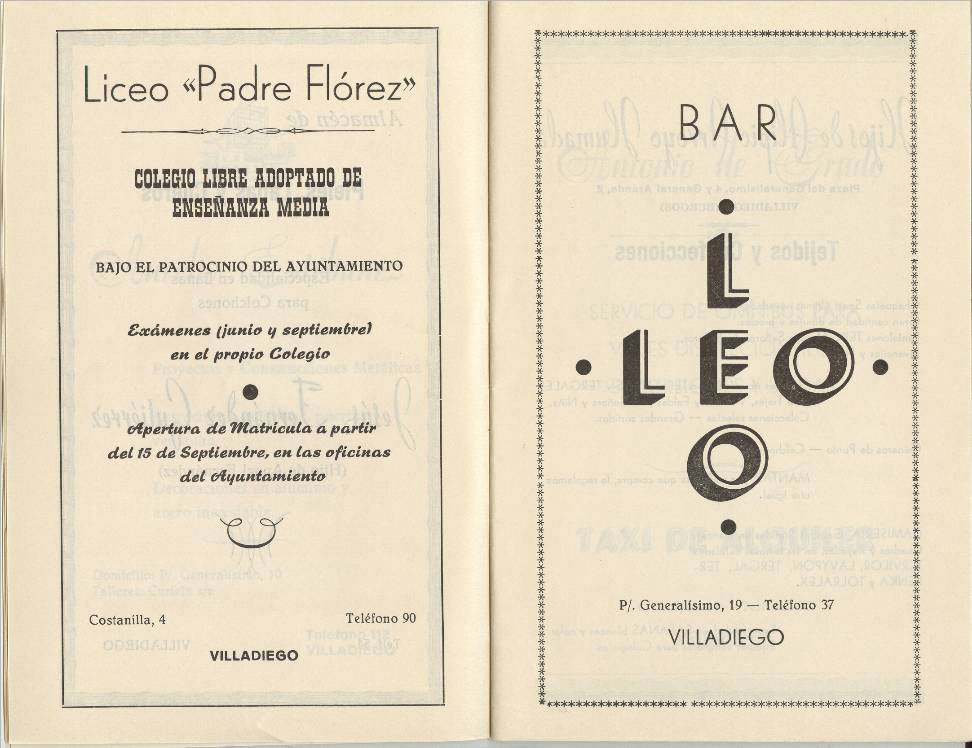 Liceo «Padre Flórez»
COLEGIO LIBRE ADOPTADO DE
ENSEÑANZA MEDIA
BAJO EL PATROCINIO DEL AYUNTAMIENTO
Exámenes (junio y septiembre)
en el propio Colegio
Apertura de Matrícula a partir
del 15 de Septiembre, en las oficinas
del Ayuntamiento
Costanilla, 4 Teléfono 90
VILLADIEGO
BAR
L
LEO
O
P/. Generalísimo, 19 — Teléfono 37
VILLADIEGO